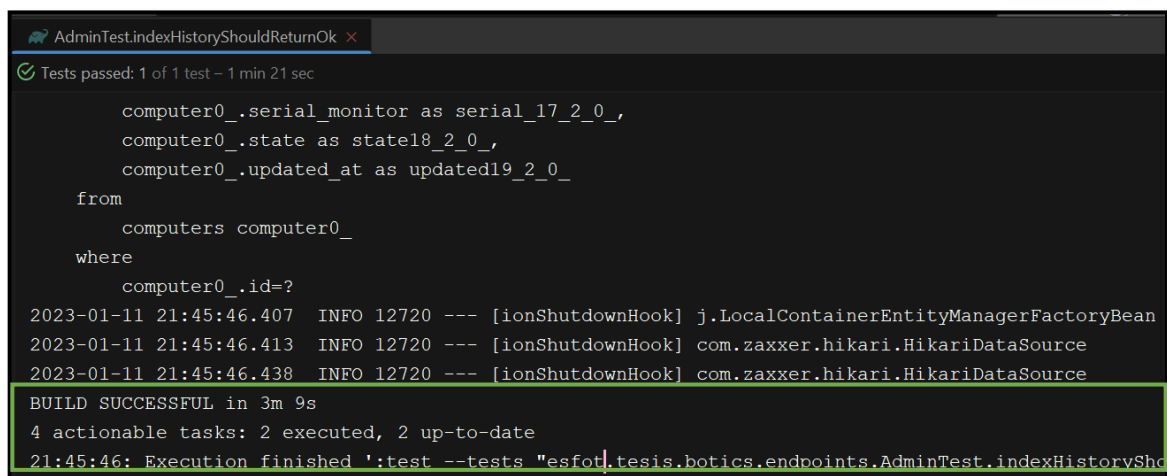 AdminTest.indexHistoryShouldReturnOk ×
Tests passed: 1 of 1 test – 1 min 21 sec
computer0_.serial_monitor as serial_17_2_0_,
computer0_.state as state18_2_0_,
computer0_.updated_at as updated19_2_0_
from
computers computer0_
where
computer0_.id=?
2023-01-11 21:45:46.407  INFO 12720 --- [ionShutdownHook] j.LocalContainerEntityManagerFactoryBean
2023-01-11 21:45:46.413  INFO 12720 --- [ionShutdownHook] com.zaxxer.hikari.HikariDataSource
2023-01-11 21:45:46.438  INFO 12720 --- [ionShutdownHook] com.zaxxer.hikari.HikariDataSource
BUILD SUCCESSFUL in 3m 9s
4 actionable tasks: 2 executed, 2 up-to-date
21:45:46: Execution finished ':test --tests "esfot.tesis.botics.endpoints.AdminTest.indexHistorySho